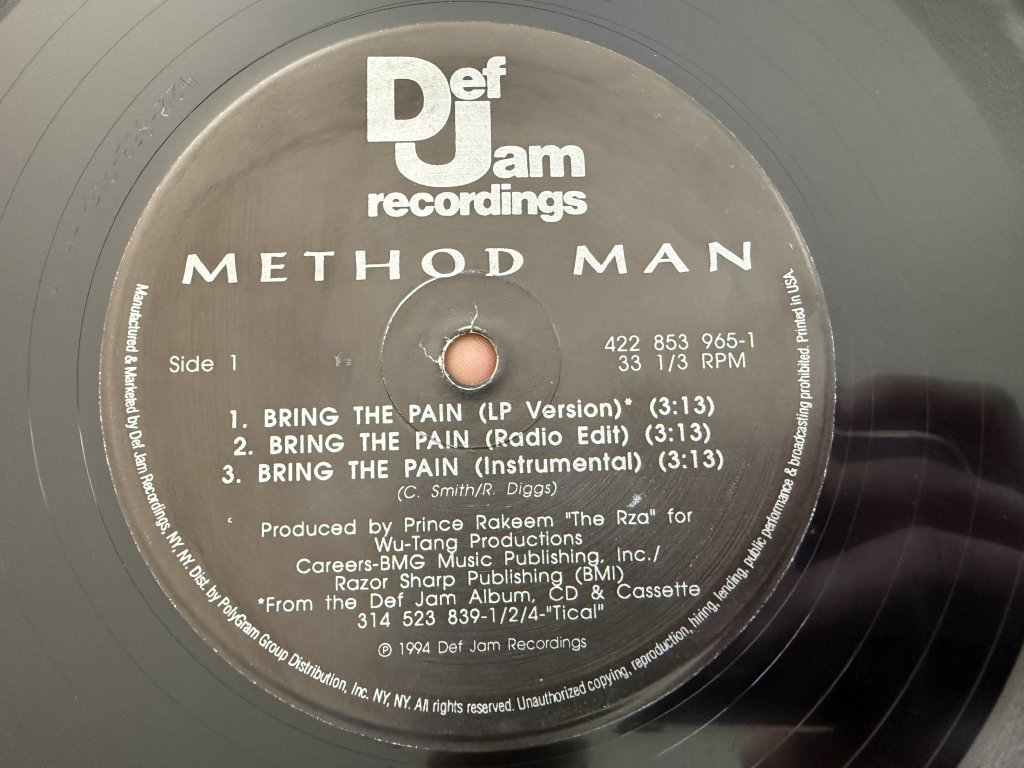 Def
Jam
recordings
METHOD MAN
Side 1
422 853 965-1
33 1/3 RPM
1. BRING THE PAIN (LP Version)* (3:13)
2. BRING THE PAIN (Radio Edit) (3:13)
3. BRING THE PAIN (Instrumental) (3:13)
(C. Smith/R. Diggs)
Produced by Prince Rakeem "The Rza" for
Wu-Tang Productions
Careers-BMG Music Publishing, Inc./
Razor Sharp Publishing (BMI)
*From the Def Jam Album, CD & Cassette
314 523 839-1/2/4-"Tical"
℗ 1994 Def Jam Recordings
Manufactured & Marketed by Def Jam Recordings, NY, NY. Dist. by PolyGram Group Distribution, Inc. NY, NY. All rights reserved. Unauthorized copying, reproduction, hiring, lending, public performance & broadcasting prohibited. Printed in USA.